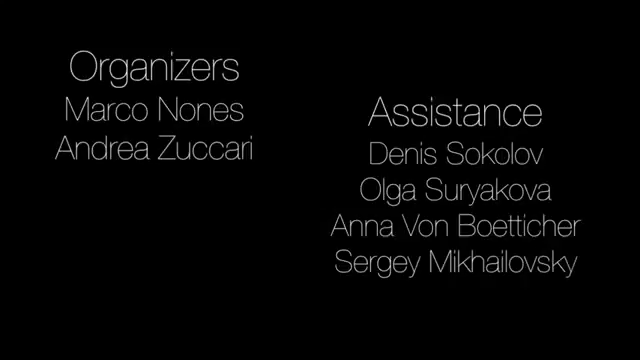 Organizers
Marco Nones
Andrea Zuccari
Assistance
Denis Sokolov
Olga Suryakova
Anna Von Boetticher
Sergey Mikhailovsky